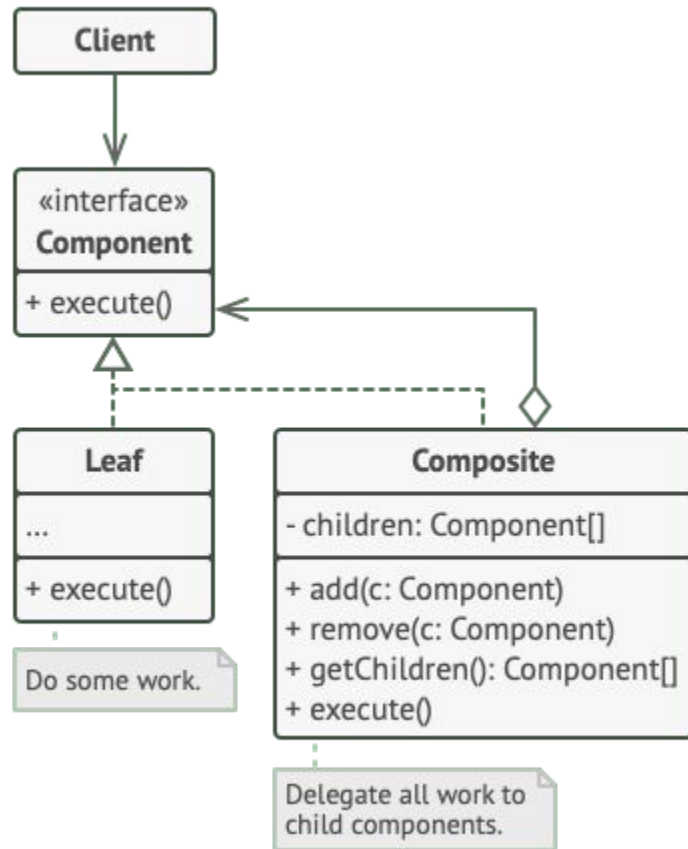 Client
«interface»
Component
+ execute()
Leaf
...
+ execute()
Do some work.
Composite
- children: Component[]
+ add(c: Component)
+ remove(c: Component)
+ getChildren(): Component[]
+ execute()
Delegate all work to
child components.